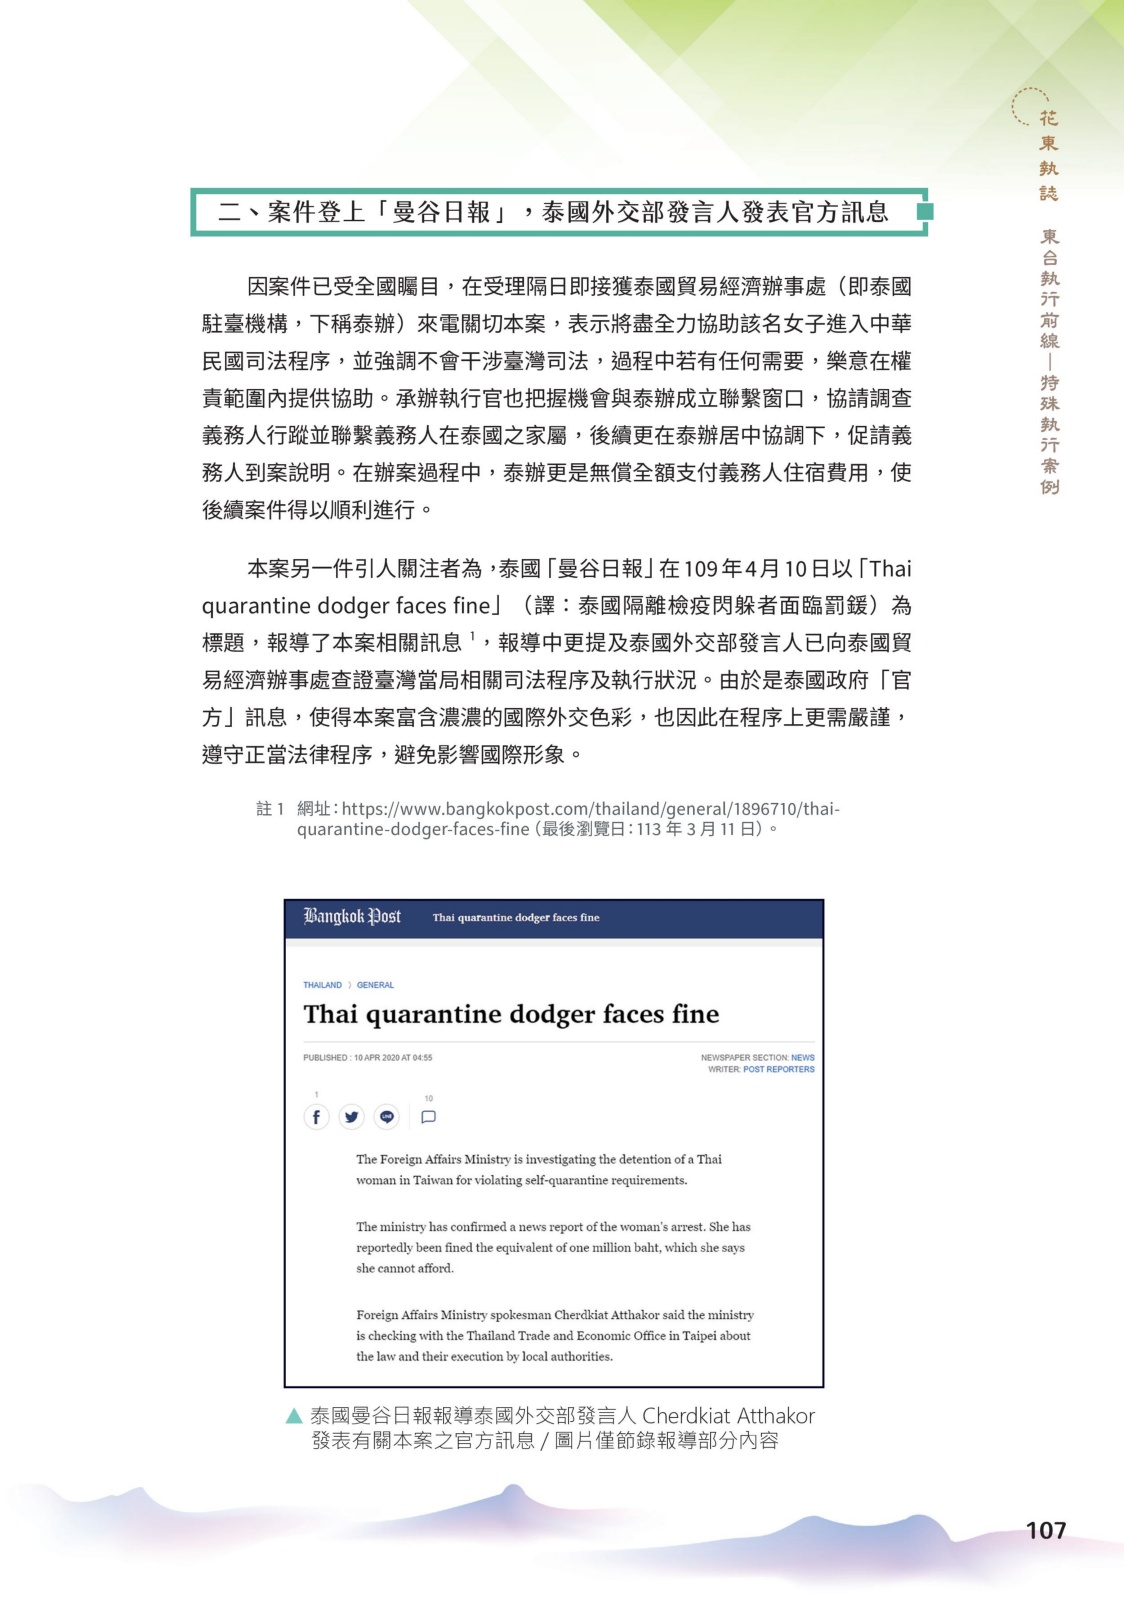 花東執誌 東台執行前線—特殊執行案例
二、案件登上「曼谷日報」，泰國外交部發言人發表官方訊息
因案件已受全國矚目，在受理隔日即接獲泰國貿易經濟辦事處（即泰國
駐臺機構，下稱泰辦）來電關切本案，表示將盡全力協助該名女子進入中華
民國司法程序，並強調不會干涉臺灣司法，過程中若有任何需要，樂意在權
責範圍內提供協助。承辦執行官也把握機會與泰辦成立聯繫窗口，協請調查
義務人行蹤並聯繫義務人在泰國之家屬，後續更在泰辦居中協調下，促請義
務人到案說明。在辦案過程中，泰辦更是無償全額支付義務人住宿費用，使
後續案件得以順利進行。
本案另一件引人關注者為，泰國「曼谷日報」在 109 年 4 月 10 日以「Thai
quarantine dodger faces fine」（譯：泰國隔離檢疫閃躲者面臨罰鍰）為
標題，報導了本案相關訊息 1，報導中更提及泰國外交部發言人已向泰國貿
易經濟辦事處查證臺灣當局相關司法程序及執行狀況。由於是泰國政府「官
方」訊息，使得本案富含濃濃的國際外交色彩，也因此在程序上更需嚴謹，
遵守正當法律程序，避免影響國際形象。
註 1 網址：https://www.bangkokpost.com/thailand/general/1896710/thai-
quarantine-dodger-faces-fine（最後瀏覽日：113 年 3 月 11 日）。
Bangkok Post Thai quarantine dodger faces fine
THAILAND 〉 GENERAL
Thai quarantine dodger faces fine
PUBLISHED : 10 APR 2020 AT 04:55
NEWSPAPER SECTION: NEWS
WRITER: POST REPORTERS
1
10
f
LINE
The Foreign Affairs Ministry is investigating the detention of a Thai
woman in Taiwan for violating self-quarantine requirements.
The ministry has confirmed a news report of the woman's arrest. She has
reportedly been fined the equivalent of one million baht, which she says
she cannot afford.
Foreign Affairs Ministry spokesman Cherdkiat Atthakor said the ministry
is checking with the Thailand Trade and Economic Office in Taipei about
the law and their execution by local authorities.
▲ 泰國曼谷日報報導泰國外交部發言人 Cherdkiat Atthakor
發表有關本案之官方訊息 / 圖片僅節錄報導部分內容
107